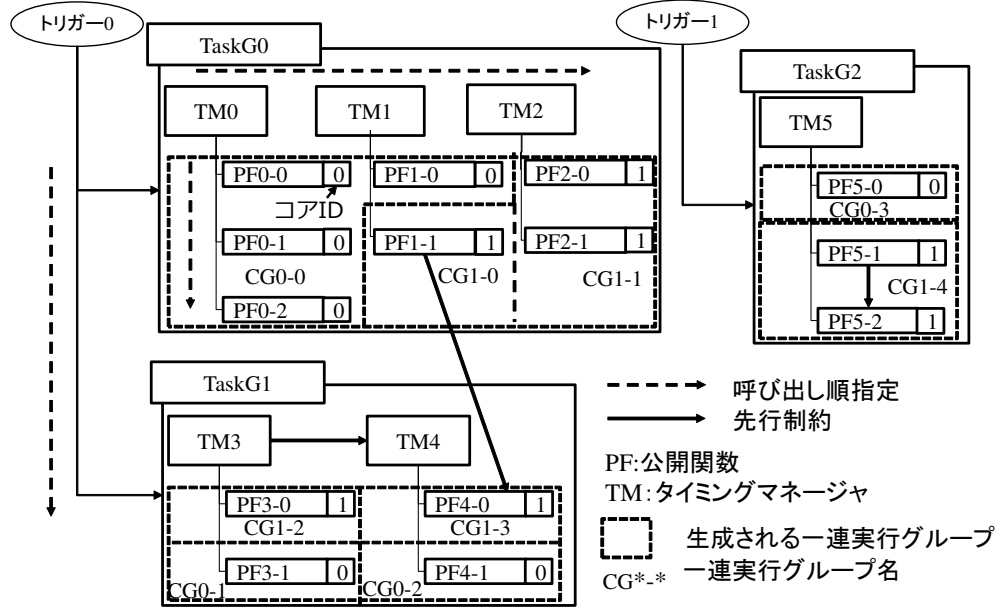 トリガー0
トリガー1
TaskG0
TM0
TM1
TM2
PF0-0 0
PF1-0 0
PF2-0 1
コアID
PF0-1 0
PF1-1 1
PF2-1 1
CG0-0
CG1-0
CG1-1
PF0-2 0
TaskG2
TM5
PF5-0 0
CG0-3
PF5-1 1
CG1-4
PF5-2 1
TaskG1
TM3
TM4
PF3-0 1
CG1-2
PF4-0 1
CG1-3
PF3-1 0
CG0-1
PF4-1 0
CG0-2
呼び出し順指定
先行制約
PF:公開関数
TM:タイミングマネージャ
生成される一連実行グループ
CG*-* 一連実行グループ名